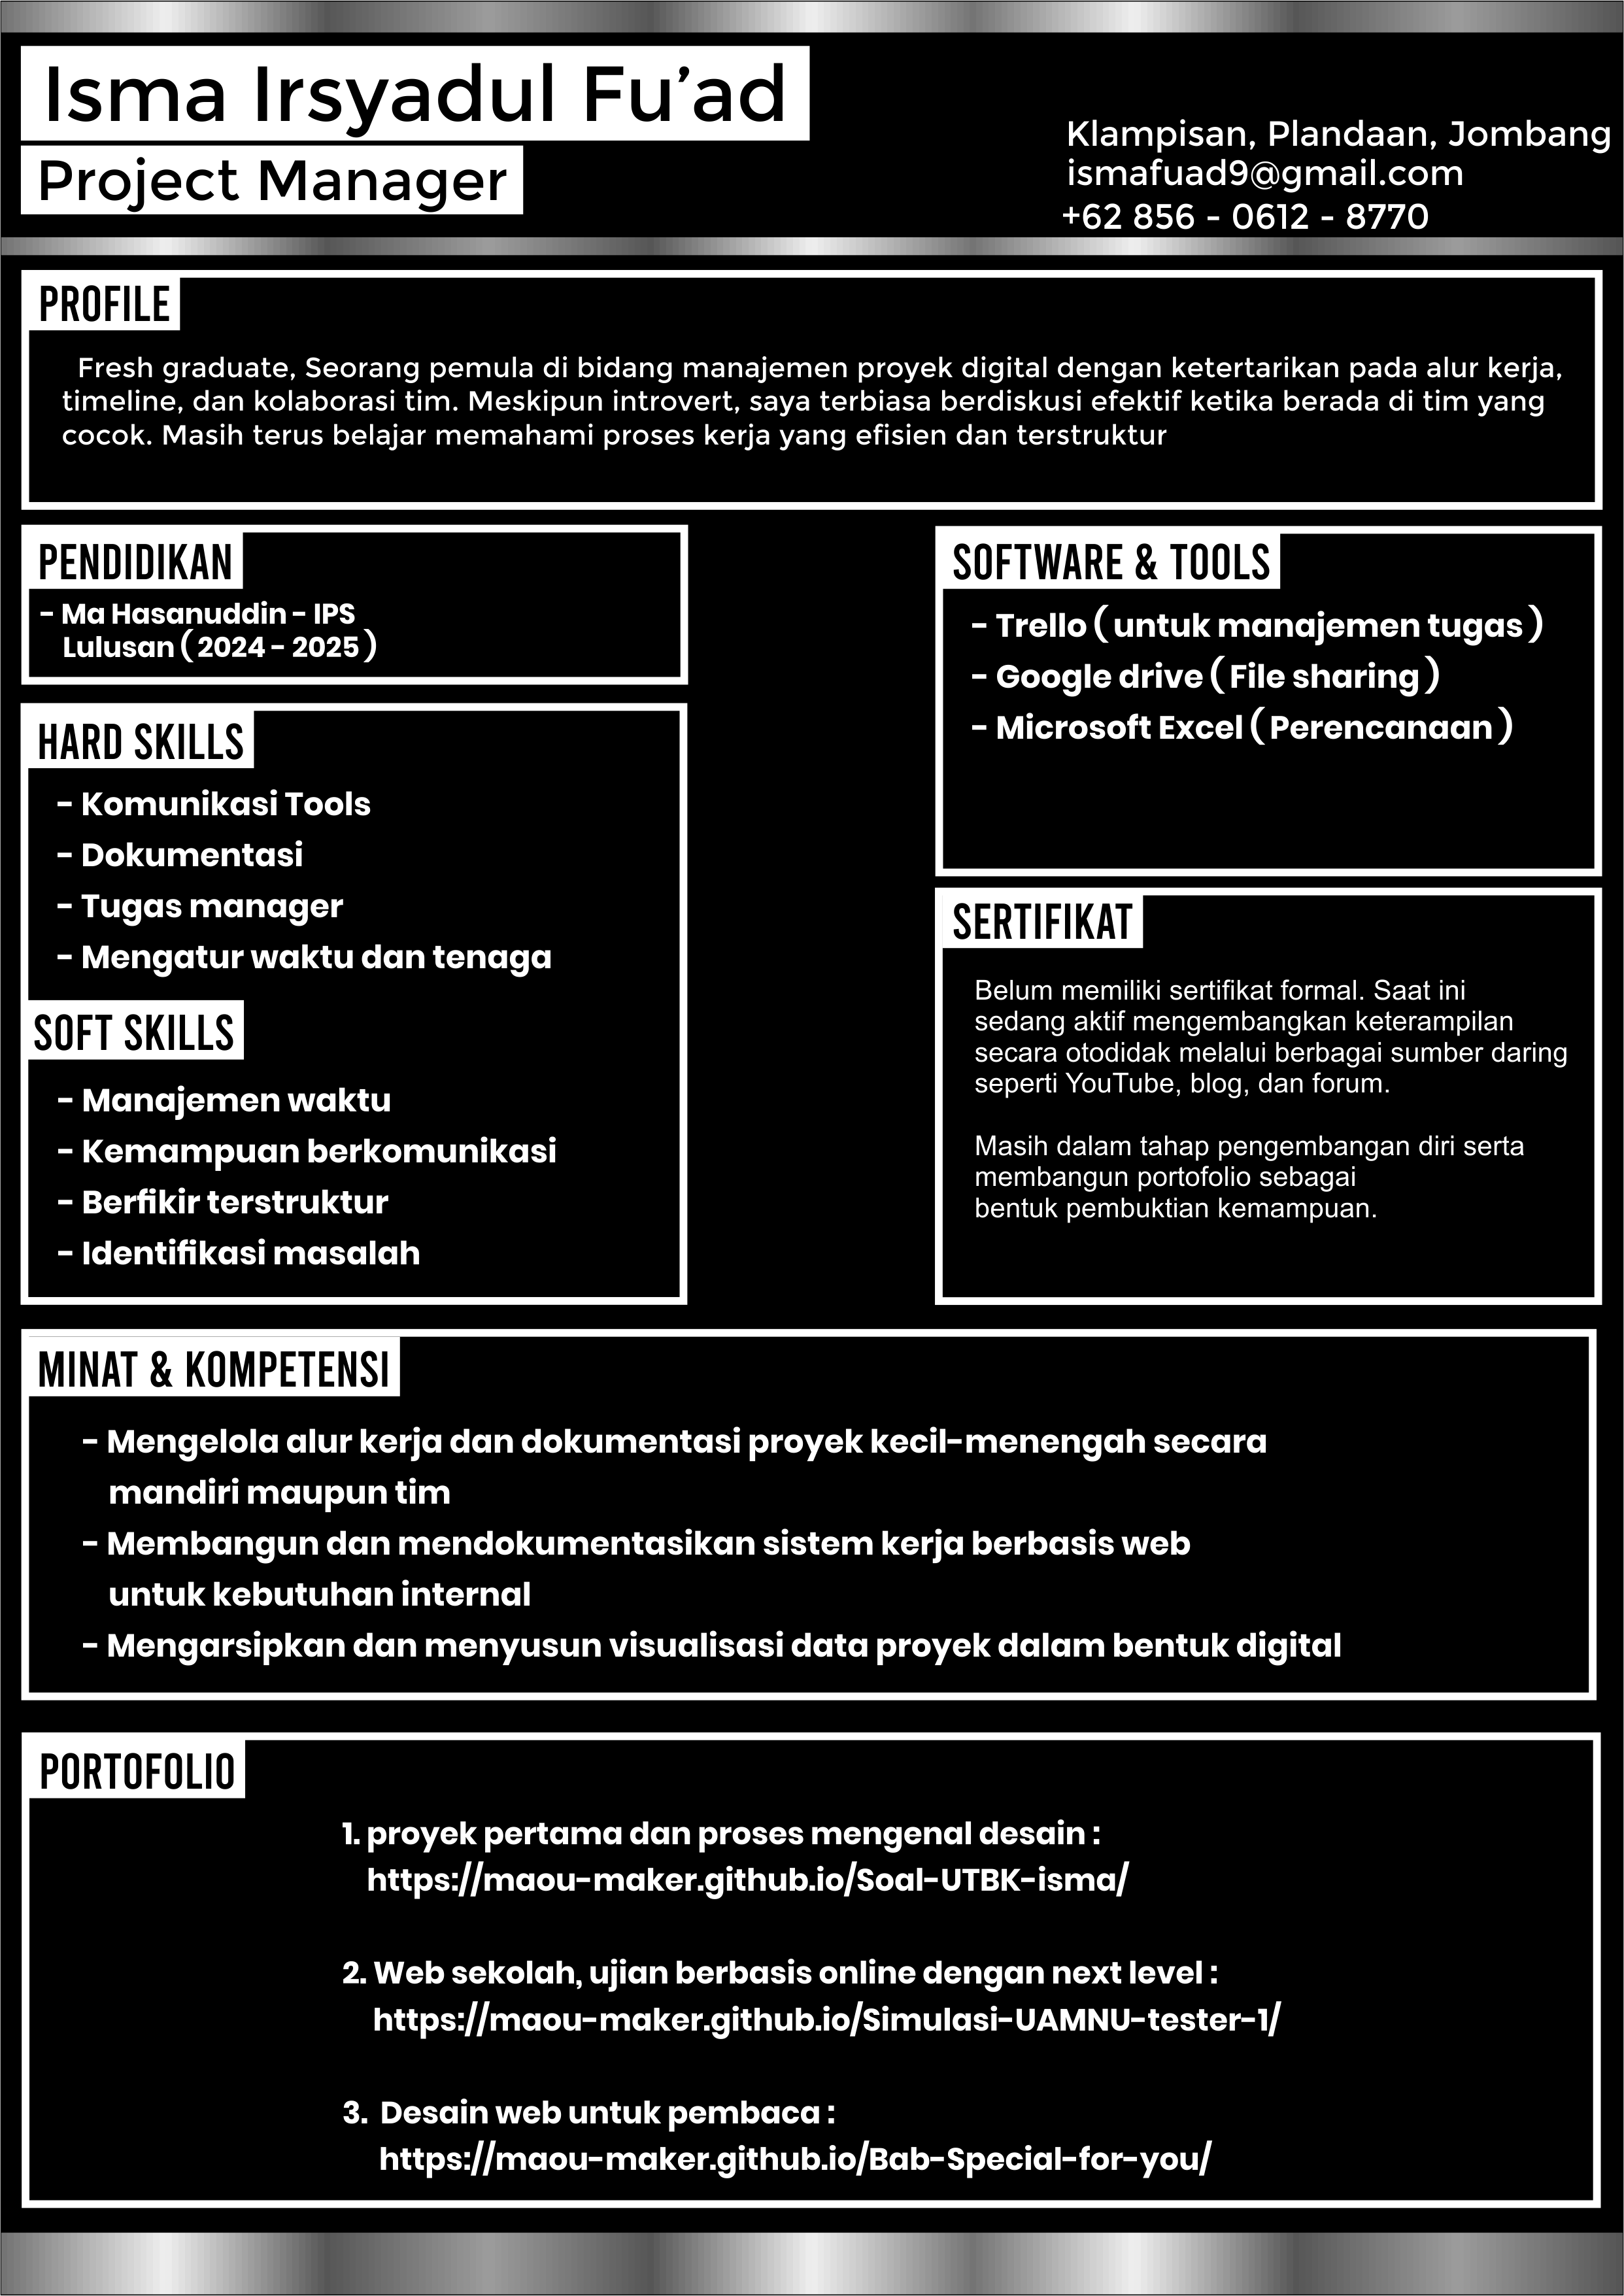 Isma Irsyadul Fu’ad
Project Manager
Klampisan, Plandaan, Jombang
ismafuad9@gmail.com
+62 856 - 0612 - 8770
PROFILE
Fresh graduate, Seorang pemula di bidang manajemen proyek digital dengan ketertarikan pada alur kerja,
timeline, dan kolaborasi tim. Meskipun introvert, saya terbiasa berdiskusi efektif ketika berada di tim yang
cocok. Masih terus belajar memahami proses kerja yang efisien dan terstruktur
PENDIDIKAN
- Ma Hasanuddin - IPS
Lulusan ( 2024 - 2025 )
HARD SKILLS
- Komunikasi Tools
- Dokumentasi
- Tugas manager
- Mengatur waktu dan tenaga
SOFT SKILLS
- Manajemen waktu
- Kemampuan berkomunikasi
- Berfikir terstruktur
- Identifikasi masalah
SOFTWARE & TOOLS
- Trello ( untuk manajemen tugas )
- Google drive ( File sharing )
- Microsoft Excel ( Perencanaan )
SERTIFIKAT
Belum memiliki sertifikat formal. Saat ini
sedang aktif mengembangkan keterampilan
secara otodidak melalui berbagai sumber daring
seperti YouTube, blog, dan forum.
Masih dalam tahap pengembangan diri serta
membangun portofolio sebagai
bentuk pembuktian kemampuan.
MINAT & KOMPETENSI
- Mengelola alur kerja dan dokumentasi proyek kecil-menengah secara
mandiri maupun tim
- Membangun dan mendokumentasikan sistem kerja berbasis web
untuk kebutuhan internal
- Mengarsipkan dan menyusun visualisasi data proyek dalam bentuk digital
PORTOFOLIO
1. proyek pertama dan proses mengenal desain :
https://maou-maker.github.io/Soal-UTBK-isma/
2. Web sekolah, ujian berbasis online dengan next level :
https://maou-maker.github.io/Simulasi-UAMNU-tester-1/
3. Desain web untuk pembaca :
https://maou-maker.github.io/Bab-Special-for-you/